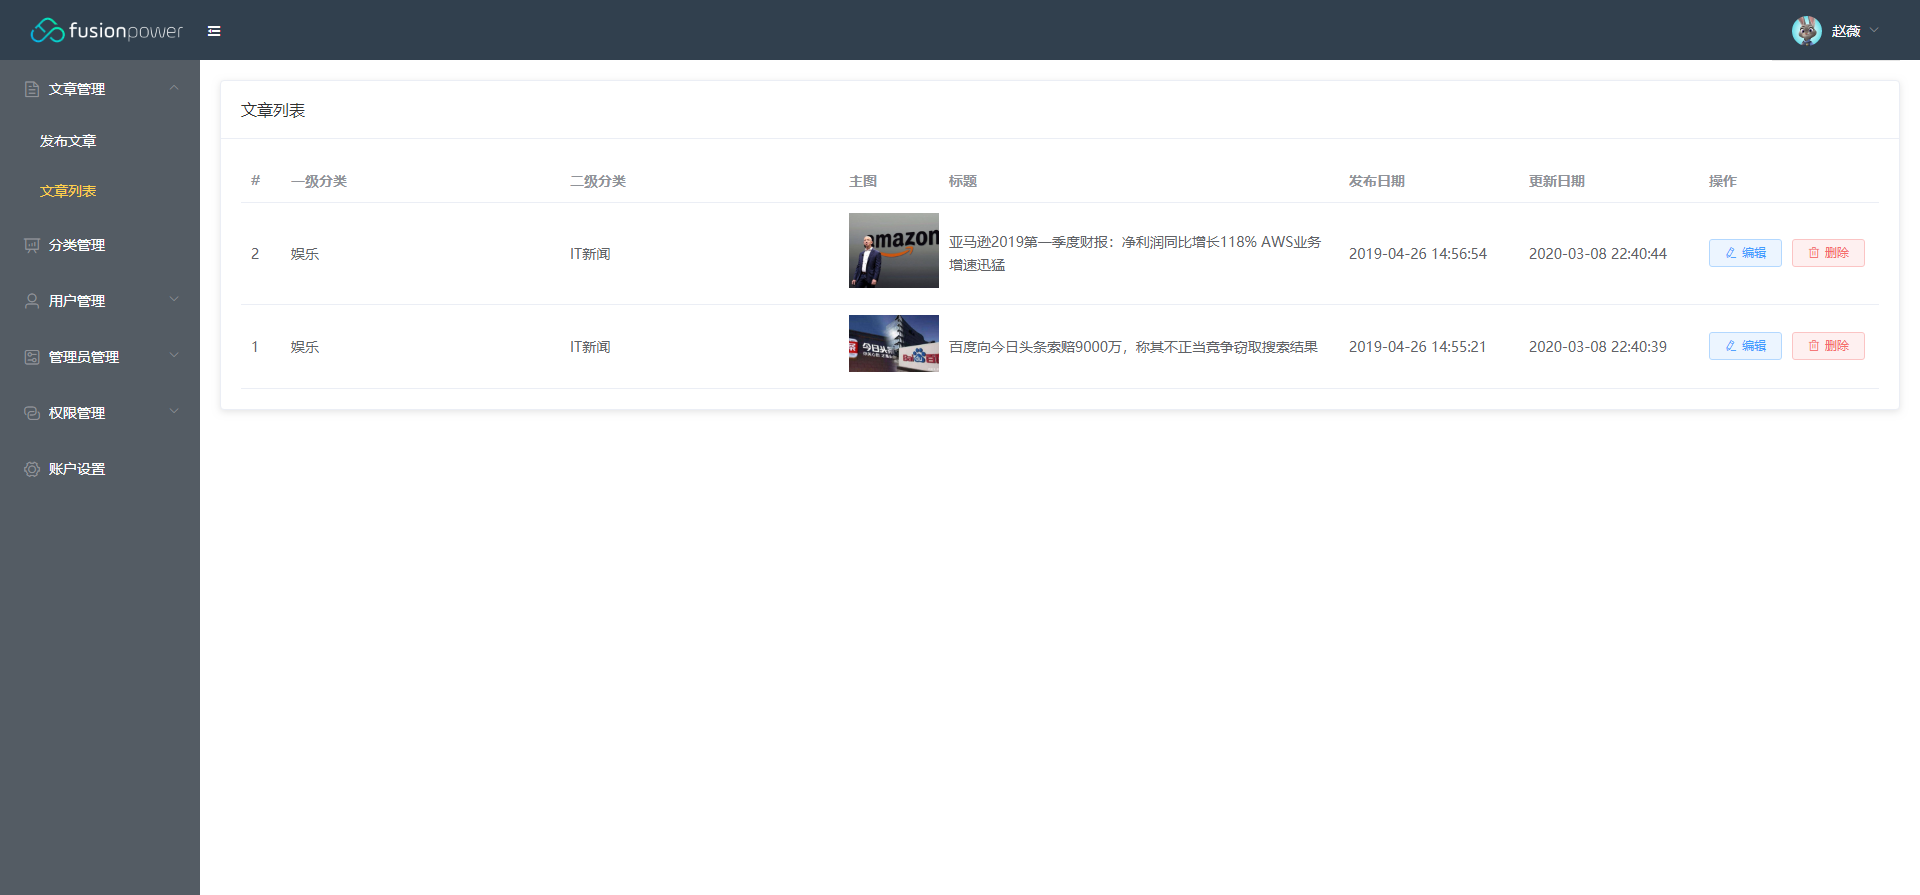 fusionpower
赵薇
文章管理
发布文章
文章列表
分类管理
用户管理
管理员管理
权限管理
账户设置
文章列表
# 一级分类 二级分类 主图 标题 发布日期 更新日期 操作
2 娱乐 IT新闻 amazon 亚马逊2019第一季度财报：净利润同比增长118% AWS业务 2019-04-26 14:56:54 2020-03-08 22:40:44 编辑 删除
增速迅猛
1 娱乐 IT新闻 今日头 百度向今日头条索赔9000万，称其不正当竞争窃取搜索结果 2019-04-26 14:55:21 2020-03-08 22:40:39 编辑 删除